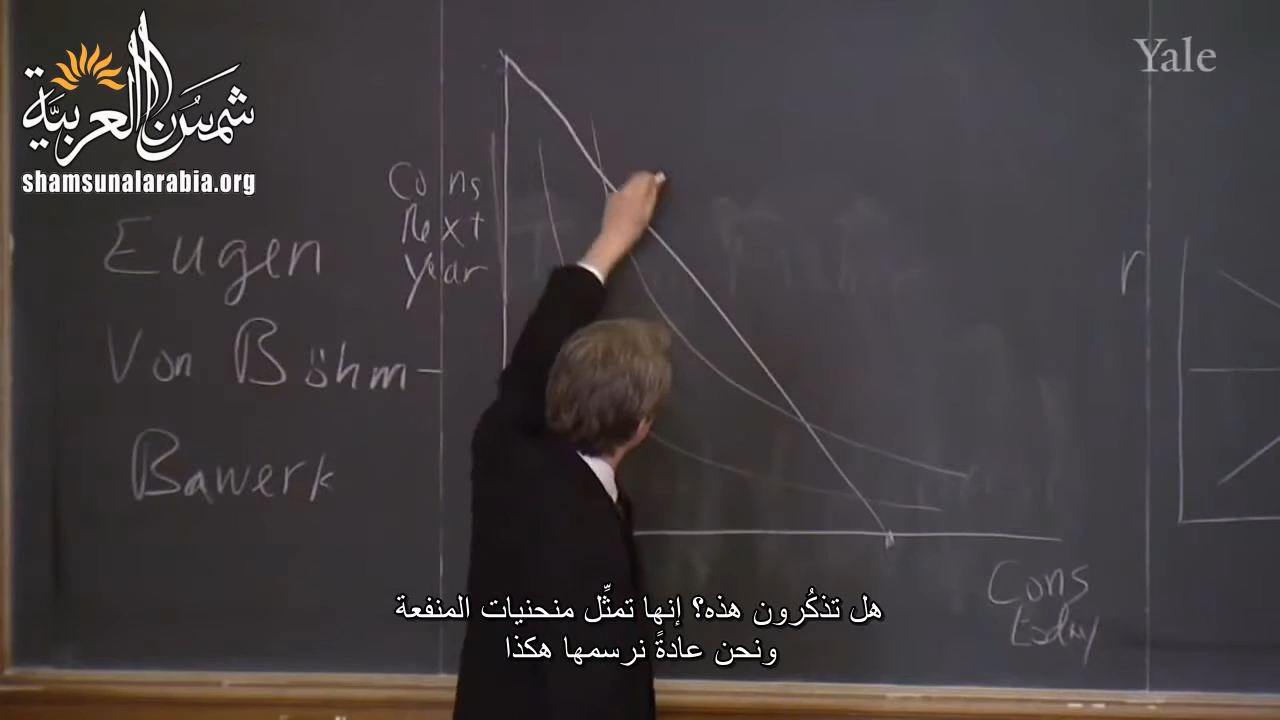 شمس العربية
shamsunalarabia.org
Yale
Cons
Next
Year
Eugen
Von Böhm-
Bawerk
r
Cons
Today
هل تذكُرون هذه؟ إنها تمثِّل منحنيات المنفعة
ونحن عادةً نرسمها هكذا